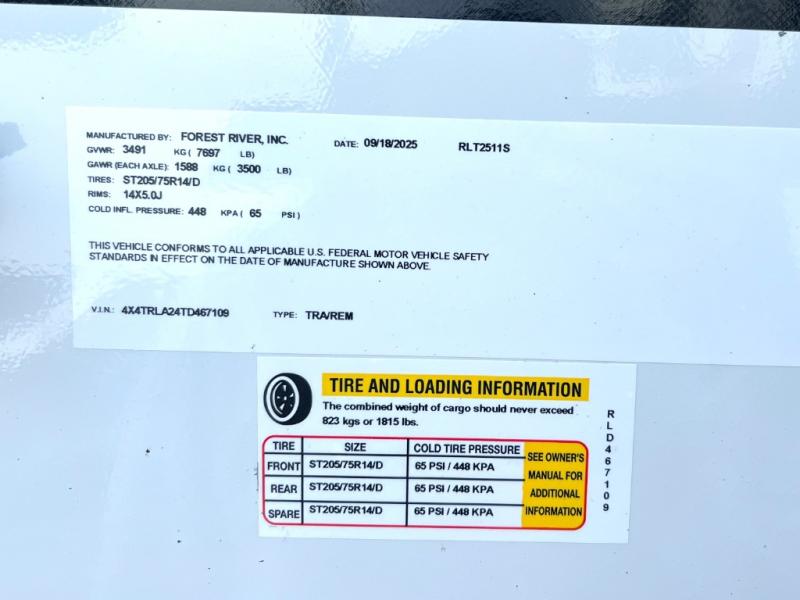 MANUFACTURED BY: FOREST RIVER, INC. DATE: 09/18/2025 RLT2511S
GVWR: 3491 KG ( 7697 LB)
GAWR (EACH AXLE): 1588 KG ( 3500 LB)
TIRES: ST205/75R14/D
RIMS: 14X5.0J
COLD INFL. PRESSURE: 448 KPA ( 65 PSI)
THIS VEHICLE CONFORMS TO ALL APPLICABLE U.S. FEDERAL MOTOR VEHICLE SAFETY
STANDARDS IN EFFECT ON THE DATE OF MANUFACTURE SHOWN ABOVE.
V.I.N.: 4X4TRLA24TD467109 TYPE: TRA/REM
TIRE AND LOADING INFORMATION
The combined weight of cargo should never exceed
823 kgs or 1815 lbs.
TIRE SIZE COLD TIRE PRESSURE
FRONT ST205/75R14/D 65 PSI / 448 KPA
REAR ST205/75R14/D 65 PSI / 448 KPA
SPARE ST205/75R14/D 65 PSI / 448 KPA
SEE OWNER'S
MANUAL FOR
ADDITIONAL
INFORMATION
RLD467109